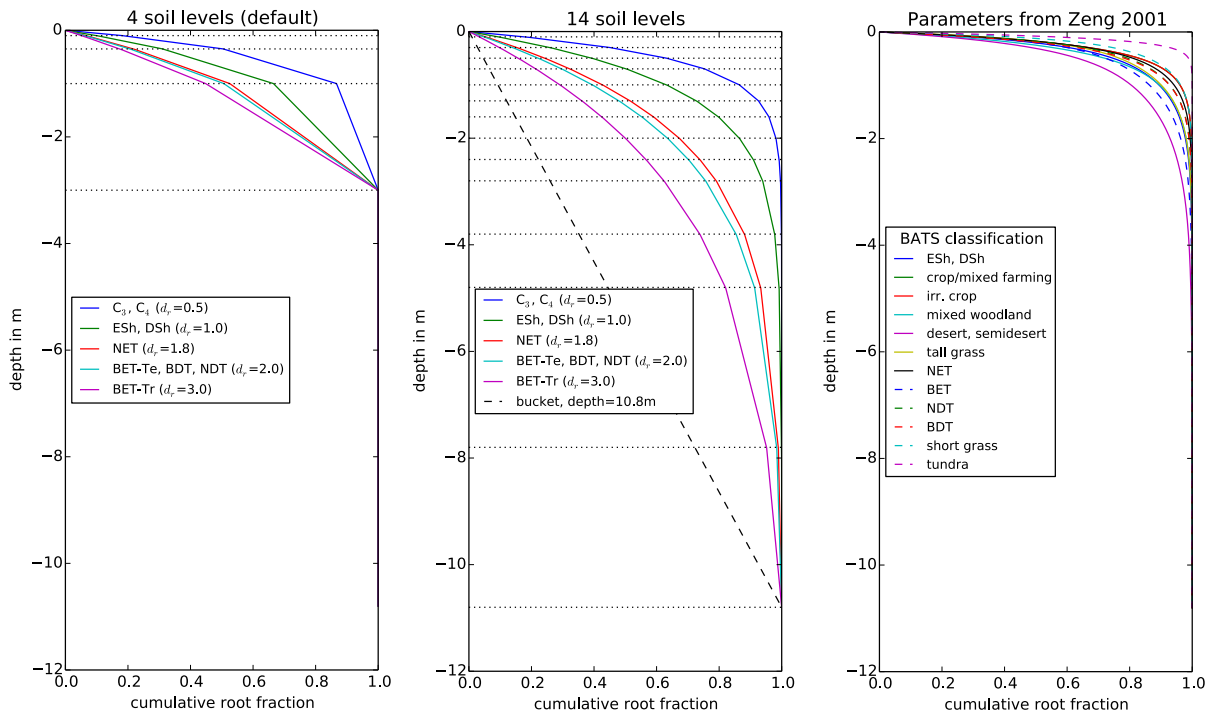 4 soil levels (default)
0
−2
−4
−6
−8
−10
−12
depth in m
C₃, C₄ (dᵣ=0.5)
ESh, DSh (dᵣ=1.0)
NET (dᵣ=1.8)
BET-Te, BDT, NDT (dᵣ=2.0)
BET-Tr (dᵣ=3.0)
0.0 0.2 0.4 0.6 0.8 1.0
cumulative root fraction
14 soil levels
0
−2
−4
−6
−8
−10
−12
depth in m
C₃, C₄ (dᵣ=0.5)
ESh, DSh (dᵣ=1.0)
NET (dᵣ=1.8)
BET-Te, BDT, NDT (dᵣ=2.0)
BET-Tr (dᵣ=3.0)
bucket, depth=10.8m
0.0 0.2 0.4 0.6 0.8 1.0
cumulative root fraction
Parameters from Zeng 2001
0
−2
−4
−6
−8
−10
−12
depth in m
BATS classification
ESh, DSh
crop/mixed farming
irr. crop
mixed woodland
desert, semidesert
tall grass
NET
BET
NDT
BDT
short grass
tundra
0.0 0.2 0.4 0.6 0.8 1.0
cumulative root fraction